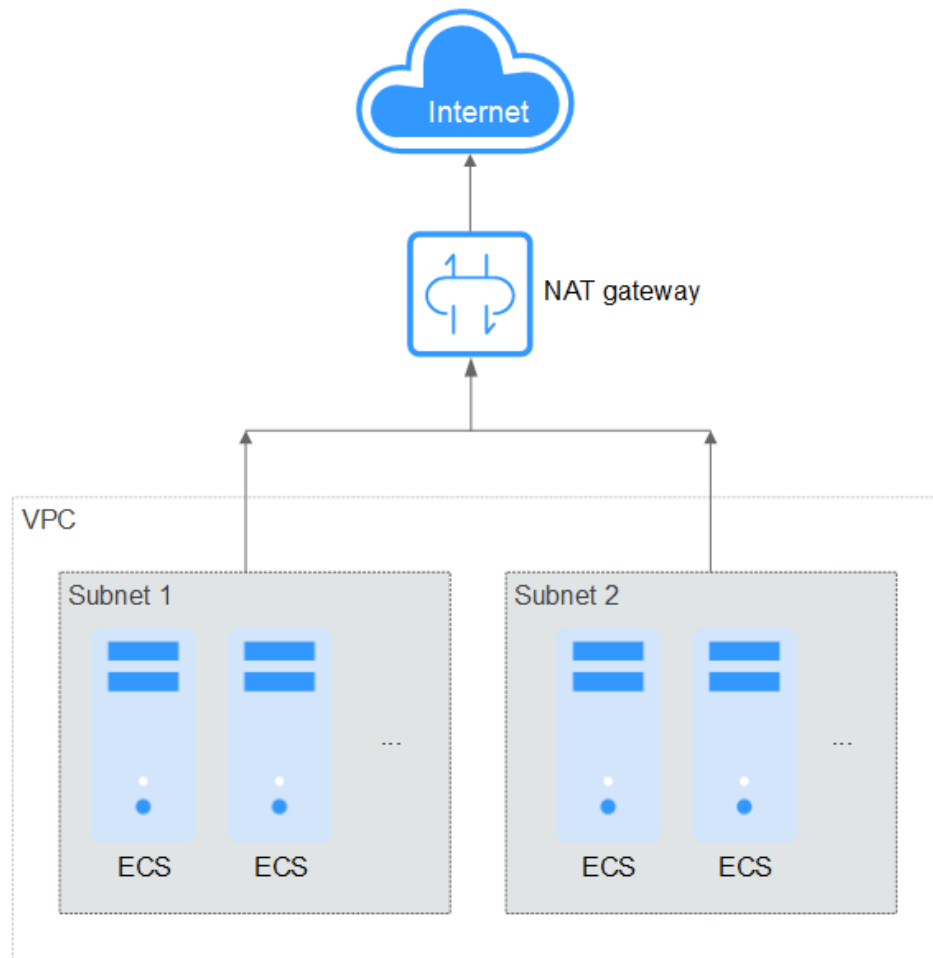 Internet
NAT gateway
VPC
Subnet 1
Subnet 2
...
...
ECS
ECS
ECS
ECS